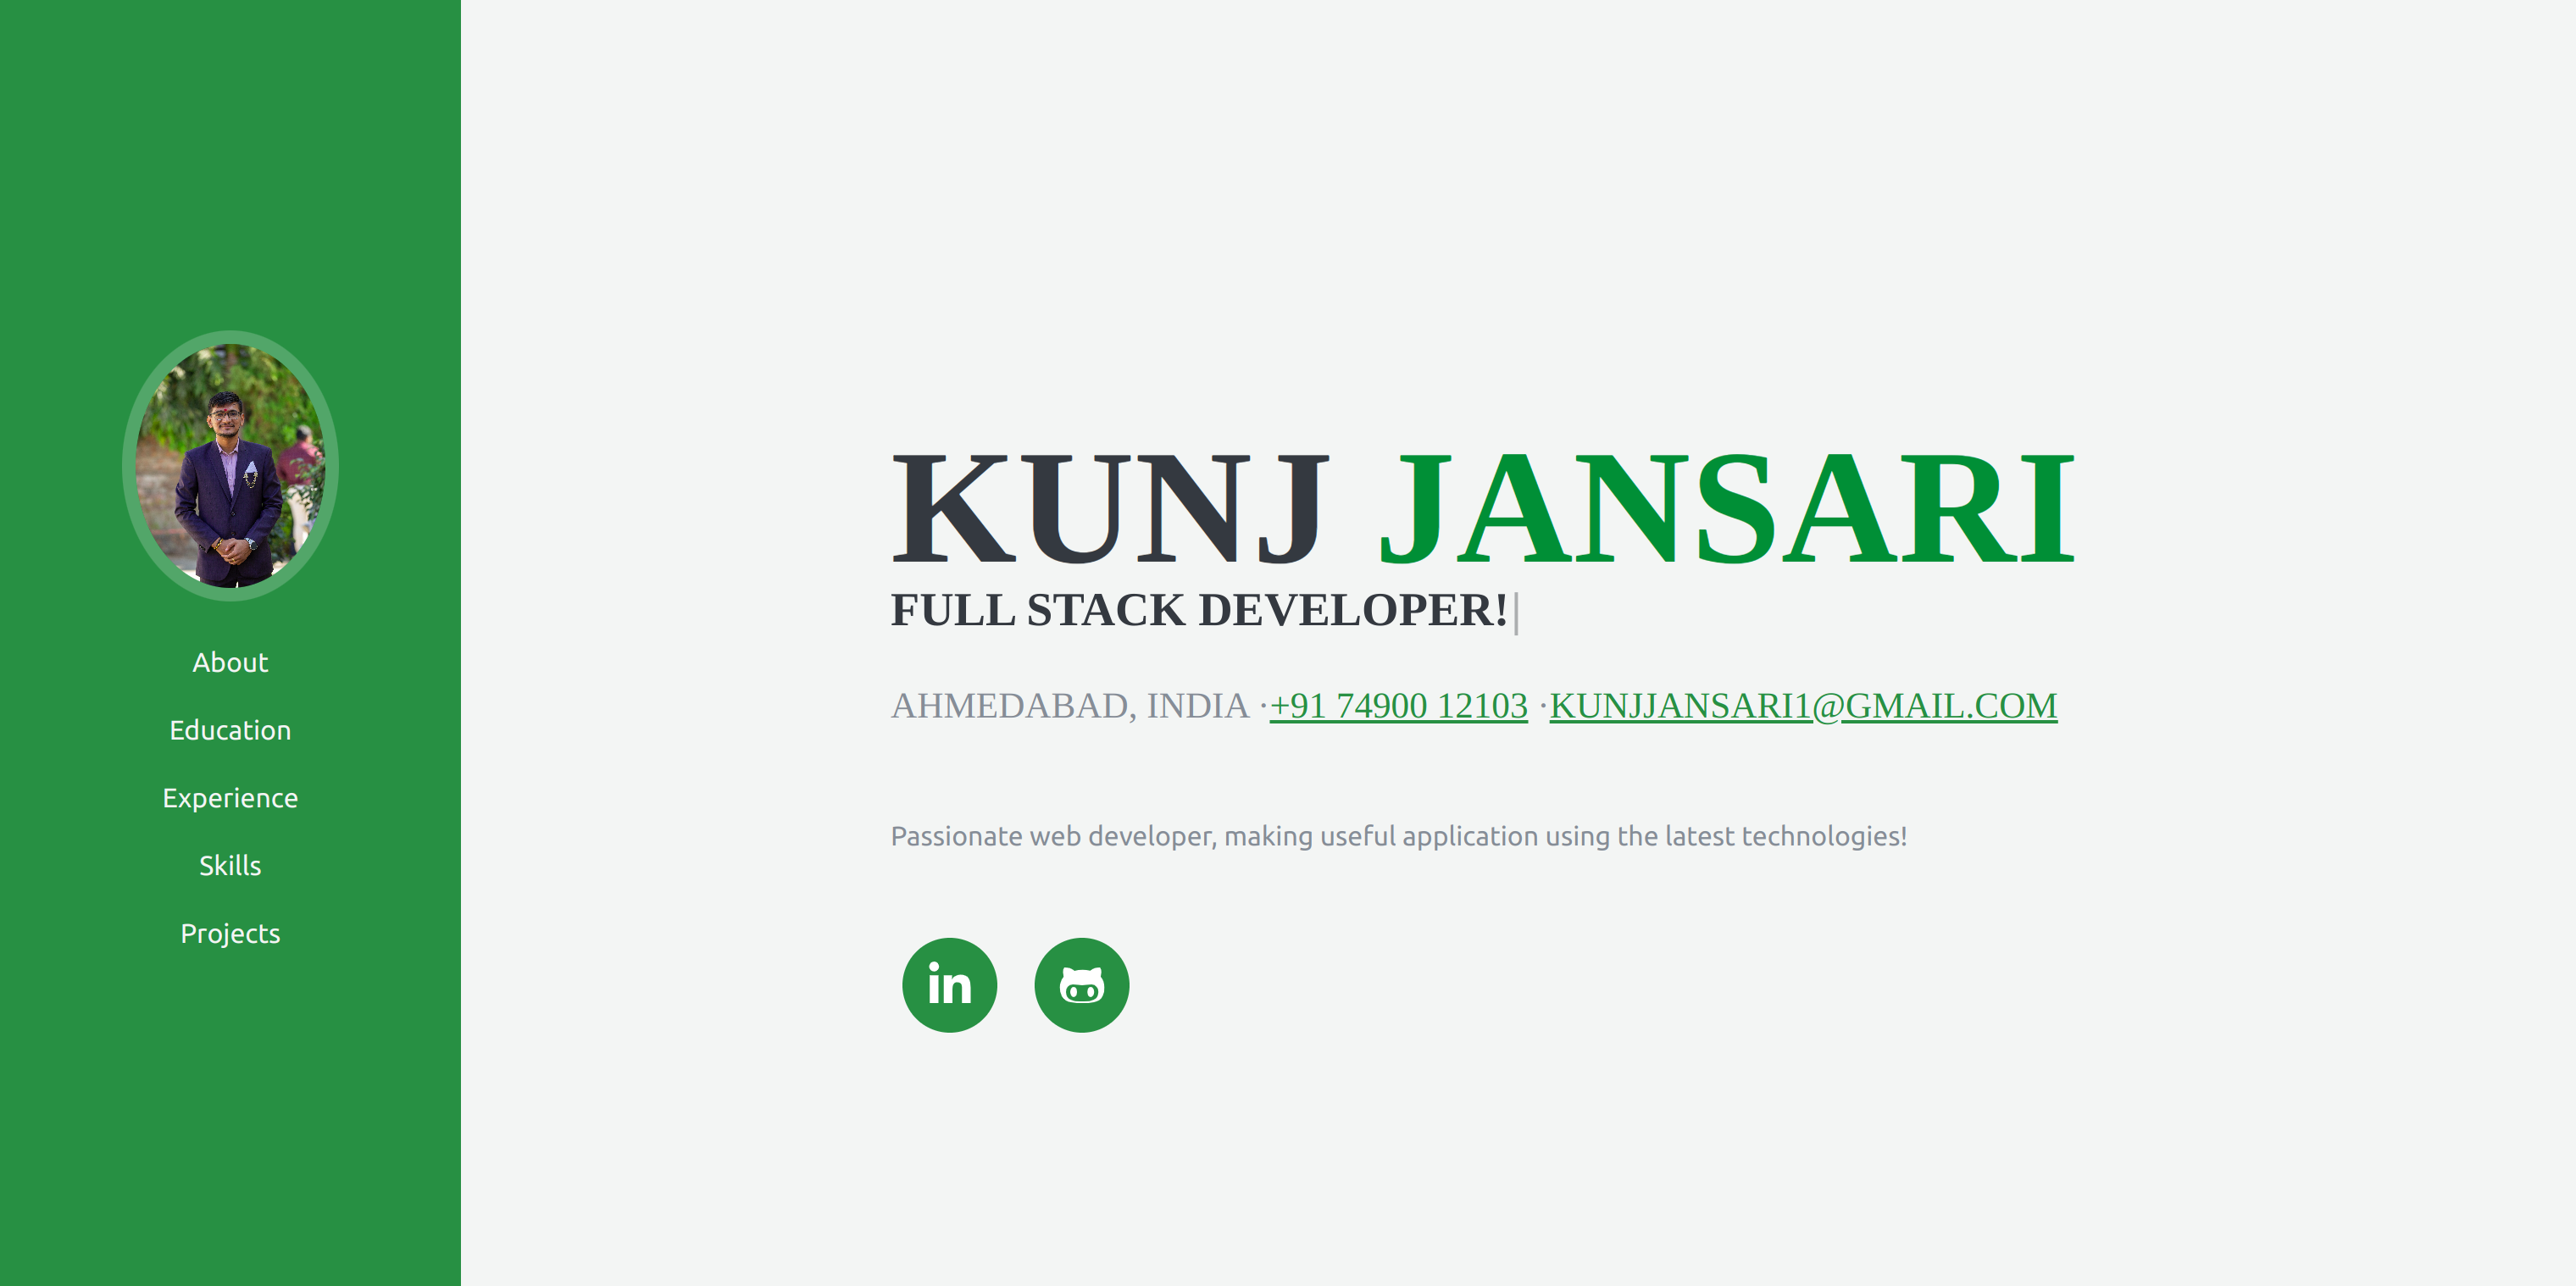 About
Education
Experience
Skills
Projects
KUNJ JANSARI
FULL STACK DEVELOPER!|
AHMEDABAD, INDIA ·+91 74900 12103 ·KUNJJANSARI1@GMAIL.COM
Passionate web developer, making useful application using the latest technologies!
in